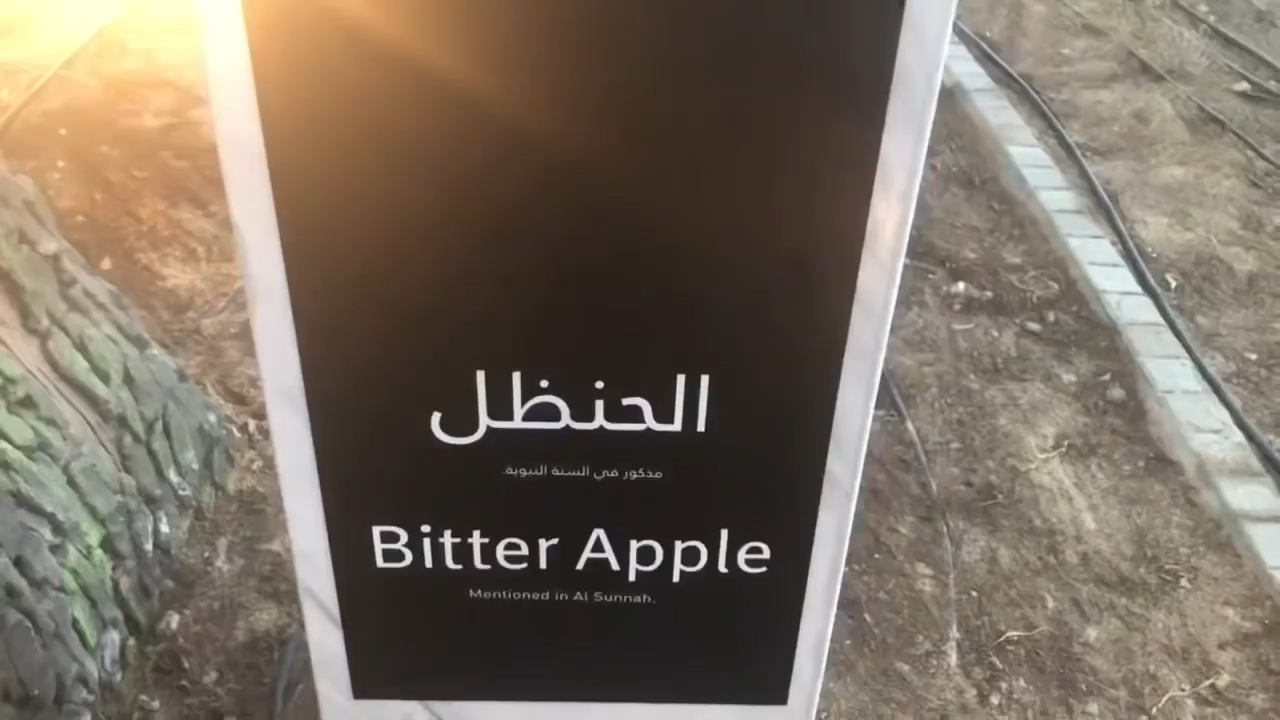 الحنظل
مذكور في السنة النبوية.
Bitter Apple
Mentioned in Al Sunnah.